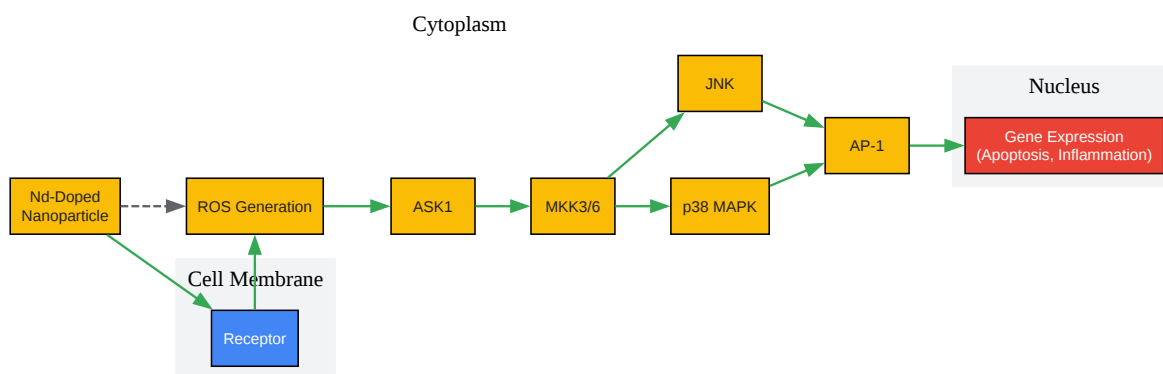 Cytoplasm
JNK
Nucleus
AP-1
Gene Expression
(Apoptosis, Inflammation)
Nd-Doped
Nanoparticle
ROS Generation
ASK1
MKK3/6
p38 MAPK
Cell Membrane
Receptor